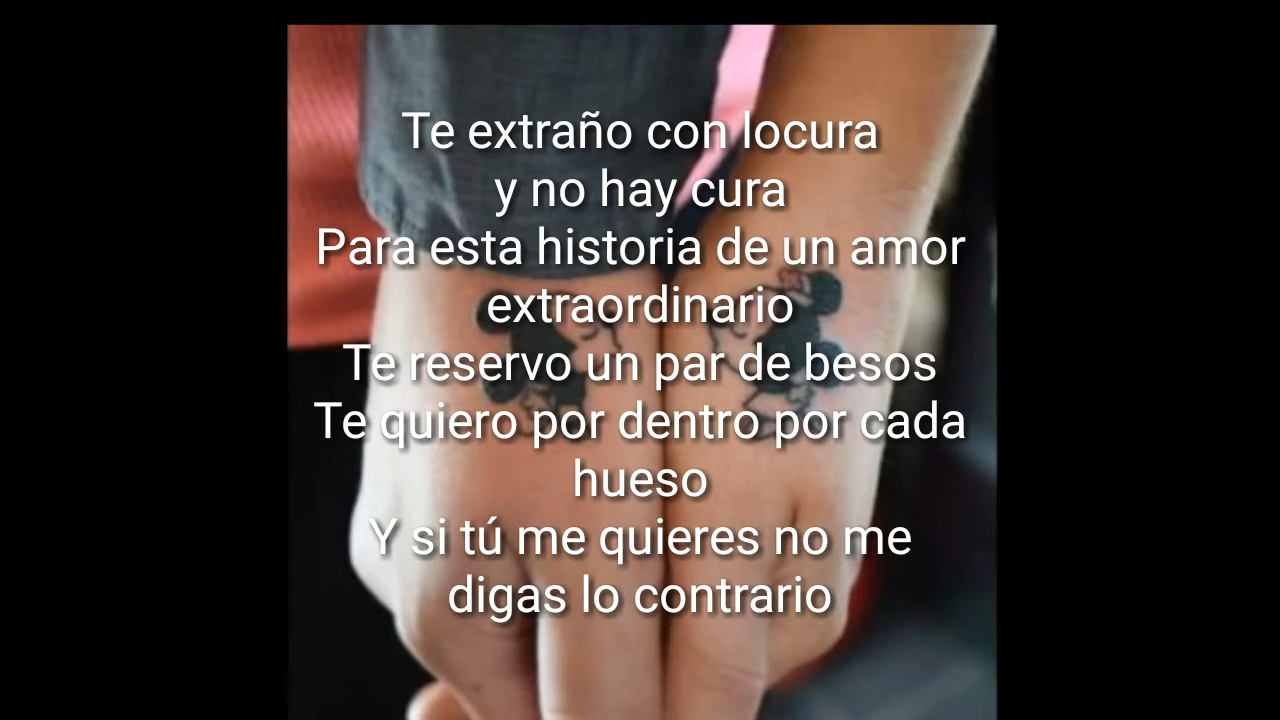 Te extraño con locura
y no hay cura
Para esta historia de un amor
extraordinario
Te reservo un par de besos
Te quiero por dentro por cada
hueso
Y si tú me quieres no me
digas lo contrario